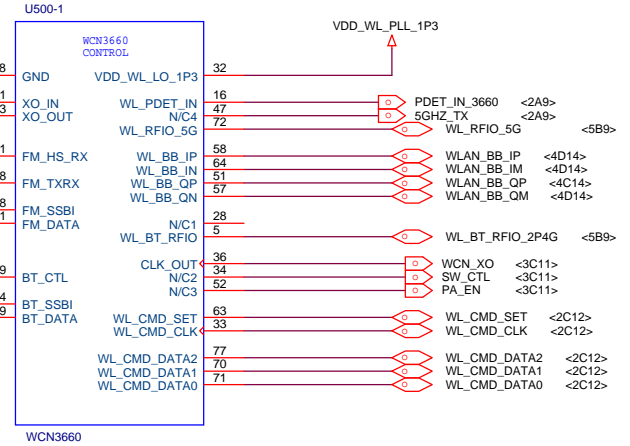 U500-1
VDD_WL_PLL_1P3
WCN3660
CONTROL
8 GND VDD_WL_LO_1P3 32
1 XO_IN WL_PDET_IN 16 PDET_IN_3660 <2A9>
3 XO_OUT N/C4 47 5GHZ_TX <2A9>
WL_RFIO_5G 72 WL_RFIO_5G <5B9>
1 FM_HS_RX WL_BB_IP 58 WLAN_BB_IP <4D14>
WL_BB_IN 64 WLAN_BB_IM <4D14>
8 FM_TXRX WL_BB_QP 51 WLAN_BB_QP <4C14>
WL_BB_QN 57 WLAN_BB_QM <4D14>
8 FM_SSBI
1 FM_DATA N/C1 28
WL_BT_RFIO 5 WL_BT_RFIO_2P4G <5B9>
CLK_OUT 36 WCN_XO <3C11>
9 BT_CTL N/C2 34 SW_CTL <3C11>
N/C3 52 PA_EN <3C11>
4 BT_SSBI
9 BT_DATA WL_CMD_SET 63 WL_CMD_SET <2C12>
WL_CMD_CLK 33 WL_CMD_CLK <2C12>
WL_CMD_DATA2 77 WL_CMD_DATA2 <2C12>
WL_CMD_DATA1 70 WL_CMD_DATA1 <2C12>
WL_CMD_DATA0 71 WL_CMD_DATA0 <2C12>
WCN3660